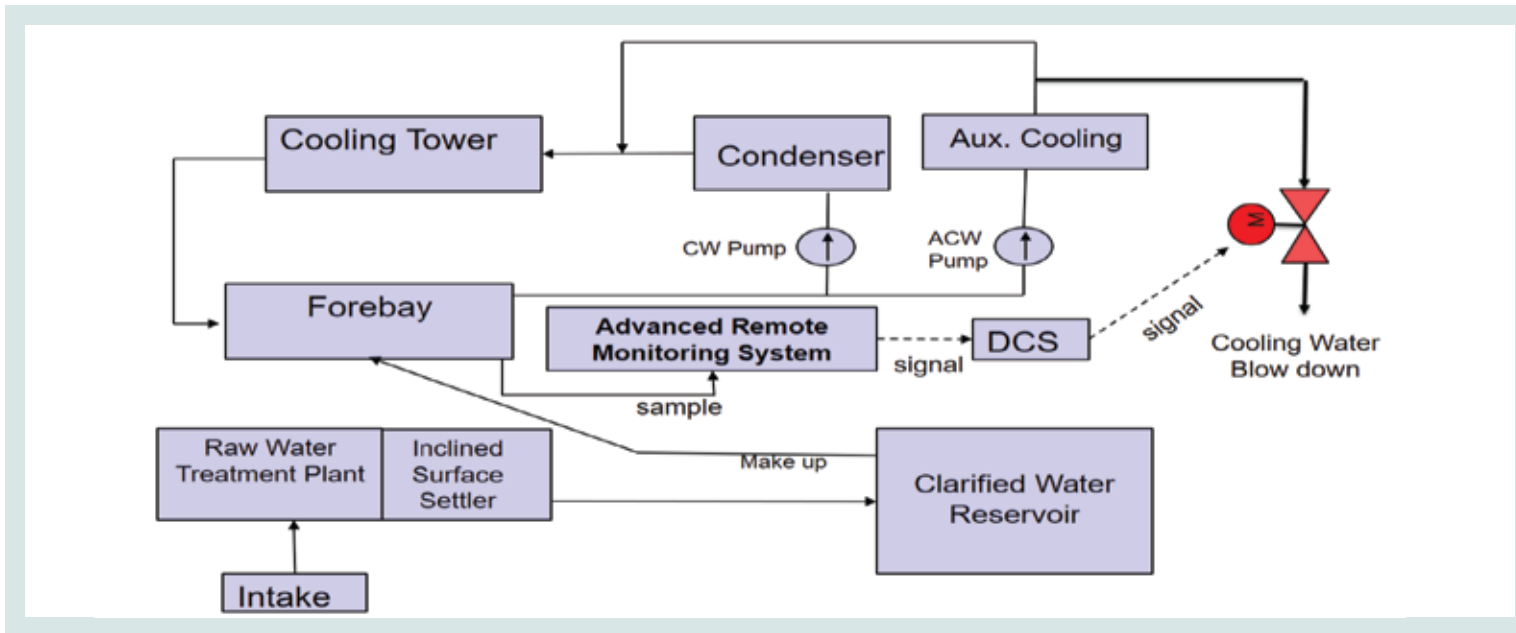 Cooling Tower
Condenser
Aux. Cooling
M
CW Pump
ACW
Pump
Forebay
Advanced Remote
Monitoring System
signal
DCS
signal
Cooling Water
Blow down
sample
Raw Water
Treatment Plant
Inclined
Surface
Settler
Make up
Clarified Water
Reservoir
Intake